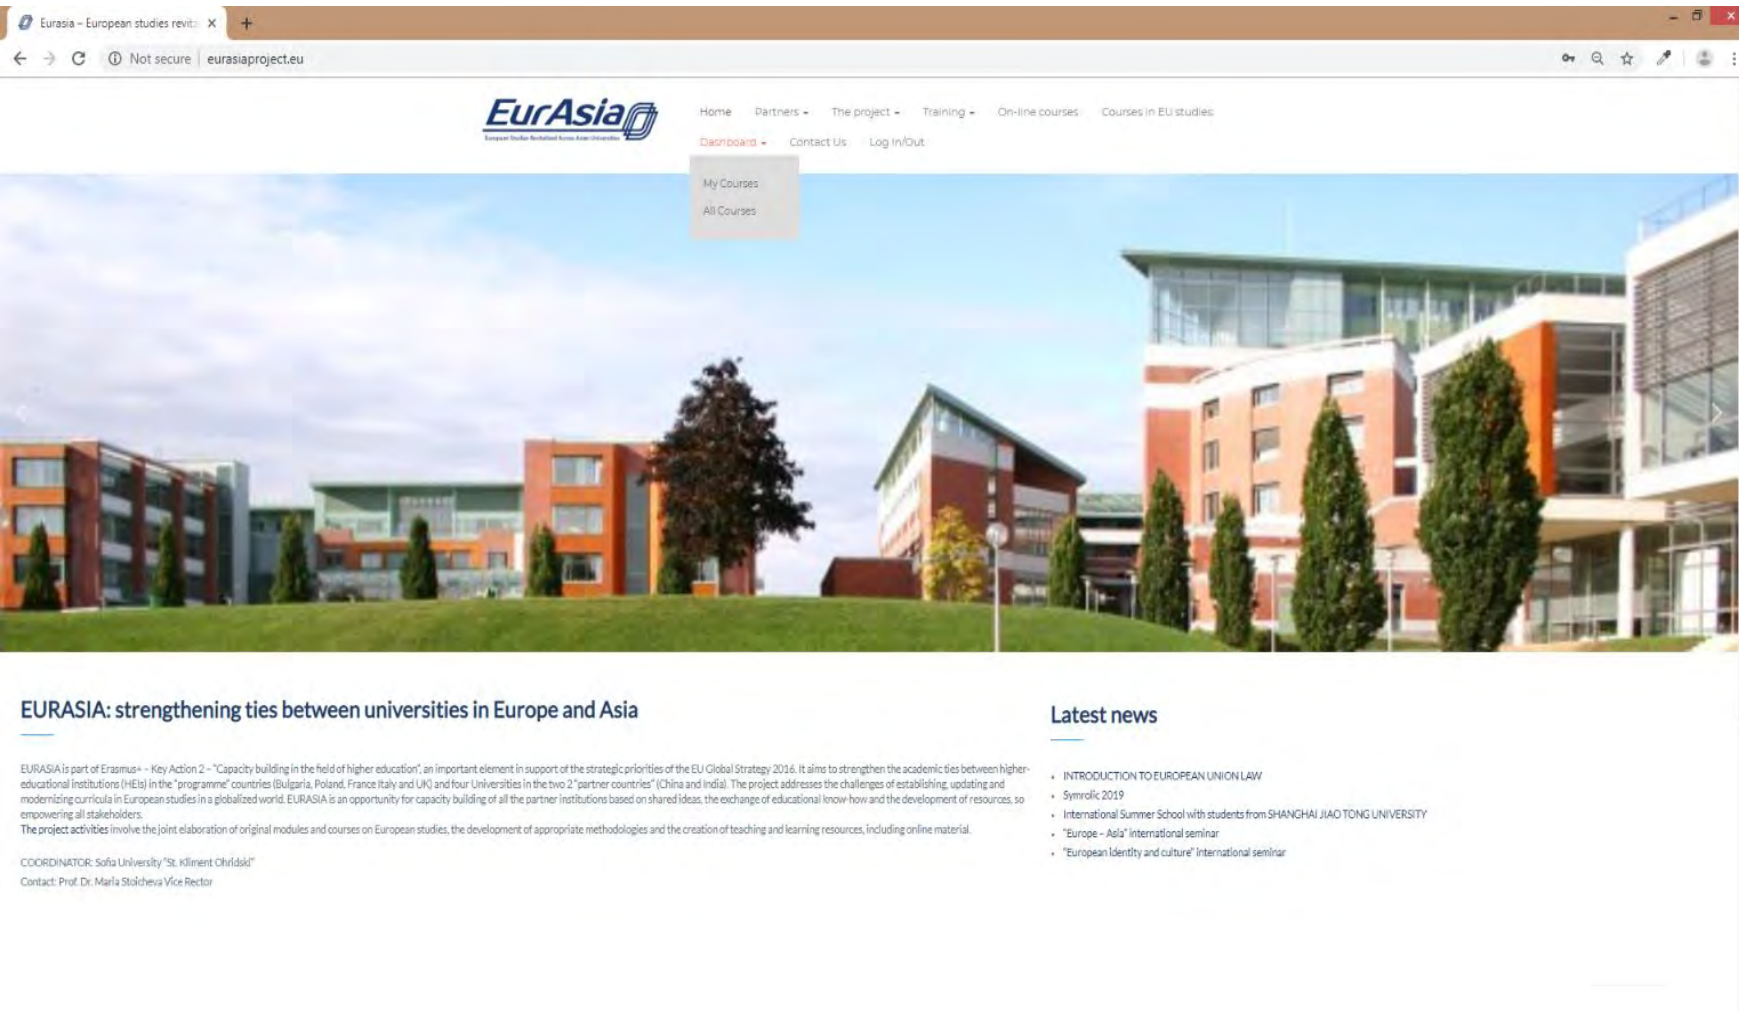 Eurasia – European studies revit
Not secure | eurasiaproject.eu
EurAsia
European Studies Revitalized Across Asian Universities
Home Partners The project Training On-line courses Courses in EU studies
Dashboard Contact Us Log In/Out
My Courses
All Courses
EURASIA: strengthening ties between universities in Europe and Asia
EURASIA is part of Erasmus+ – Key Action 2 – "Capacity building in the field of higher education", an important element in support of the strategic priorities of the EU Global Strategy 2016. It aims to strengthen the academic ties between higher-
educational institutions (HEIs) in the "programme" countries (Bulgaria, Poland, France Italy and UK) and four Universities in the two 2 "partner countries" (China and India). The project addresses the challenges of establishing, updating and
modernizing curricula in European studies in a globalized world. EURASIA is an opportunity for capacity building of all the partner institutions based on shared ideas, the exchange of educational know-how and the development of resources, so
empowering all stakeholders.
The project activities involve the joint elaboration of original modules and courses on European studies, the development of appropriate methodologies and the creation of teaching and learning resources, including online material.
COORDINATOR: Sofia University "St. Kliment Ohridski"
Contact: Prof. Dr. Maria Stoicheva Vice Rector
Latest news
INTRODUCTION TO EUROPEAN UNION LAW
Symrolic 2019
International Summer School with students from SHANGHAI JIAO TONG UNIVERSITY
"Europe – Asia" international seminar
"European identity and culture" international seminar